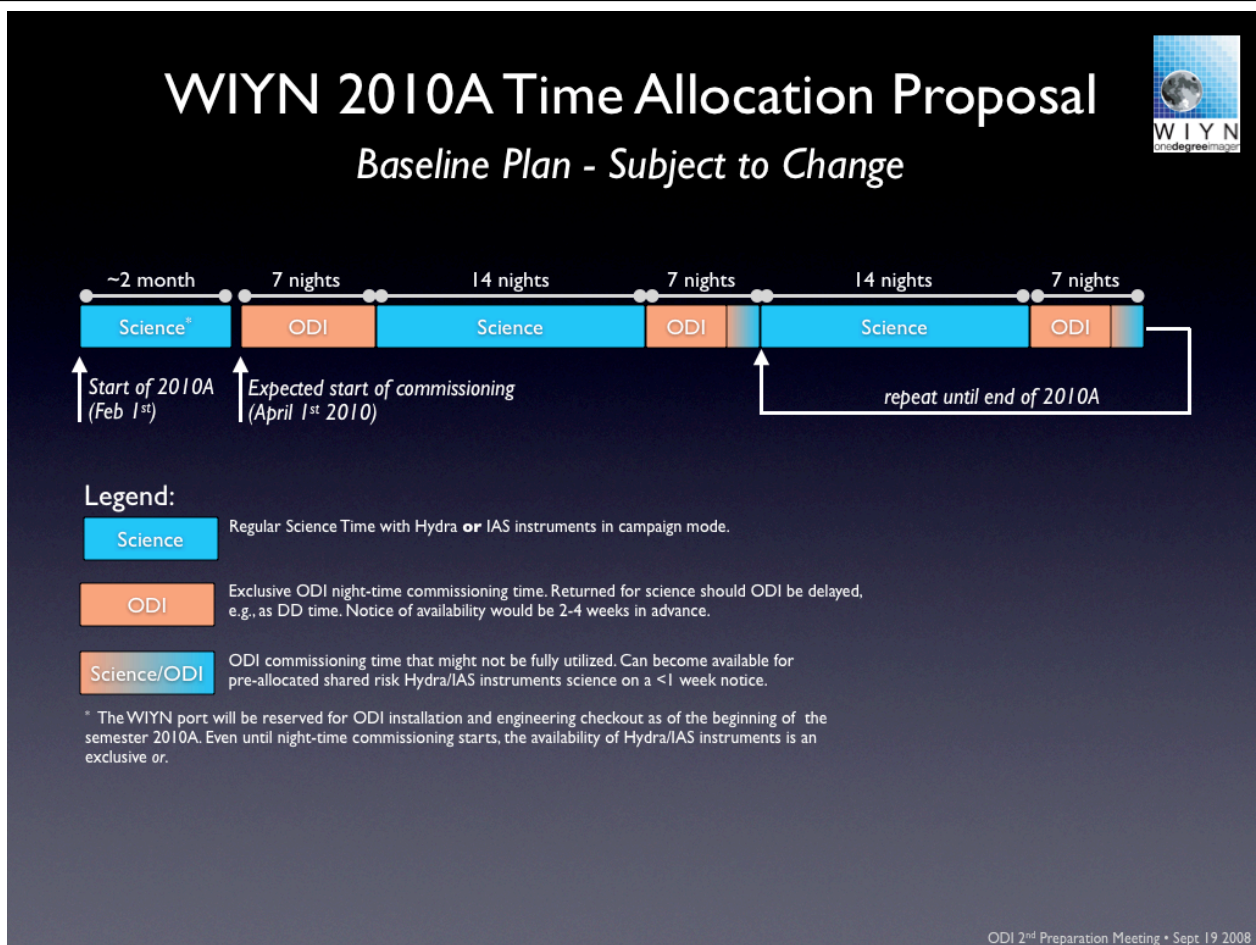 WIYN 2010A Time Allocation Proposal
Baseline Plan - Subject to Change
WIYN
onedegreeimager
~2 month
7 nights
14 nights
7 nights
14 nights
7 nights
Science*
ODI
Science
ODI
Science
ODI
Start of 2010A
(Feb 1st)
Expected start of commissioning
(April 1st 2010)
repeat until end of 2010A
Legend:
Science
Regular Science Time with Hydra or IAS instruments in campaign mode.
ODI
Exclusive ODI night-time commissioning time. Returned for science should ODI be delayed,
e.g., as DD time. Notice of availability would be 2-4 weeks in advance.
Science/ODI
ODI commissioning time that might not be fully utilized. Can become available for
pre-allocated shared risk Hydra/IAS instruments science on a <1 week notice.
* The WIYN port will be reserved for ODI installation and engineering checkout as of the beginning of the
semester 2010A. Even until night-time commissioning starts, the availability of Hydra/IAS instruments is an
exclusive or.
ODI 2nd Preparation Meeting • Sept 19 2008